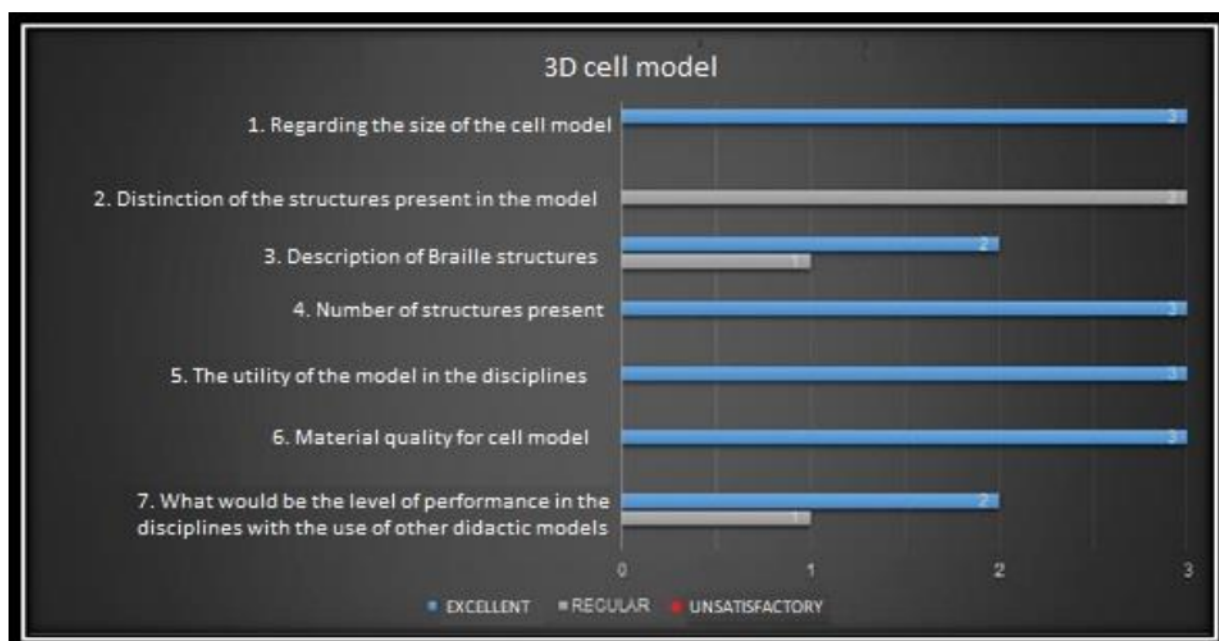 3D cell model
1. Regarding the size of the cell model
3
2. Distinction of the structures present in the model
3
3. Description of Braille structures
2
1
4. Number of structures present
3
5. The utility of the model in the disciplines
3
6. Material quality for cell model
3
7. What would be the level of performance in the
disciplines with the use of other didactic models
2
1
0 1 2 3
EXCELLENT REGULAR UNSATISFACTORY